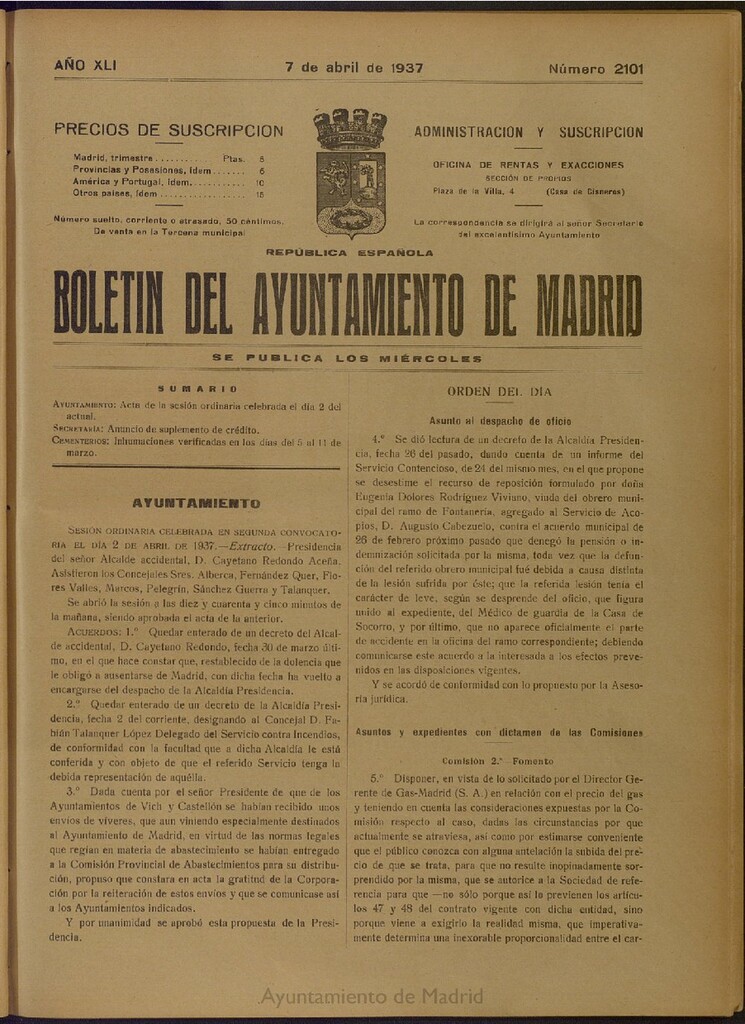 AÑO XLI
7 de abril de 1937
Número 2101
PRECIOS DE SUSCRIPCION
Madrid, trimestre........... Ptas. 5
Provincias y Posesiones, ídem...... 6
América y Portugal, ídem........... 10
Otros países, ídem................. 15
Número suelto, corriente o atrasado, 50 céntimos.
De venta en la Tercena municipal
ADMINISTRACION Y SUSCRIPCION
OFICINA DE RENTAS Y EXACCIONES
SECCIÓN DE PROPIOS
Plaza de la Villa, 4 (Casa de Cisneros)
La correspondencia se dirigirá al señor Secretario
del excelentísimo Ayuntamiento
REPÚBLICA ESPAÑOLA
BOLETIN DEL AYUNTAMIENTO DE MADRID
SE PUBLICA LOS MIÉRCOLES
SUMARIO
AYUNTAMIENTO: Acta de la sesión ordinaria celebrada el día 2 del
actual.
SECRETARÍA: Anuncio de suplemento de crédito.
CEMENTERIOS: Inhumaciones verificadas en los días del 5 al 11 de
marzo.
AYUNTAMIENTO
SESIÓN ORDINARIA CELEBRADA EN SEGUNDA CONVOCATO-
RIA EL DÍA 2 DE ABRIL DE 1937.—Extracto.—Presidencia
del señor Alcalde accidental, D. Cayetano Redondo Aceña.
Asistieron los Concejales Sres. Alberca, Fernández Quer, Flo-
res Valles, Marcos, Pelegrín, Sánchez Guerra y Talanquer.
Se abrió la sesión a las diez y cuarenta y cinco minutos de
la mañana, siendo aprobada el acta de la anterior.
ACUERDOS: 1.º Quedar enterado de un decreto del Alcal-
de accidental, D. Cayetano Redondo, fecha 30 de marzo últi-
mo, en el que hace constar que, restablecido de la dolencia que
le obligó a ausentarse de Madrid, con dicha fecha ha vuelto a
encargarse del despacho de la Alcaldía Presidencia.
2.º Quedar enterado de un decreto de la Alcaldía Presi-
dencia, fecha 2 del corriente, designando al Concejal D. Fa-
bián Talanquer López Delegado del Servicio contra Incendios,
de conformidad con la facultad que a dicha Alcaldía le está
conferida y con objeto de que el referido Servicio tenga la
debida representación de aquélla.
3.º Dada cuenta por el señor Presidente de que de los
Ayuntamientos de Vich y Castellón se habían recibido unos
envíos de víveres, que aun viniendo especialmente destinados
al Ayuntamiento de Madrid, en virtud de las normas legales
que regían en materia de abastecimiento se habían entregado
a la Comisión Provincial de Abastecimientos para su distribu-
ción, propuso que constara en acta la gratitud de la Corpora-
ción por la reiteración de estos envíos y que se comunicase así
a los Ayuntamientos indicados.
Y por unanimidad se aprobó esta propuesta de la Presi-
dencia.
ORDEN DEL DIA
Asunto al despacho de oficio
4.º Se dió lectura de un decreto de la Alcaldía Presiden-
cia, fecha 26 del pasado, dando cuenta de un informe del
Servicio Contencioso, de 24 del mismo mes, en el que propone
se desestime el recurso de reposición formulado por doña
Eugenia Dolores Rodríguez Viviano, viuda del obrero muni-
cipal del ramo de Fontanería, agregado al Servicio de Aco-
pios, D. Augusto Cabezuelo, contra el acuerdo municipal de
26 de febrero próximo pasado que denegó la pensión o in-
demnización solicitada por la misma, toda vez que la defun-
ción del referido obrero municipal fué debida a causa distinta
de la lesión sufrida por éste; que la referida lesión tenía el
carácter de leve, según se desprende del oficio, que figura
unido al expediente, del Médico de guardia de la Casa de
Socorro, y por último, que no aparece oficialmente el parte
de accidente en la oficina del ramo correspondiente; debiendo
comunicarse este acuerdo a la interesada a los efectos preve-
nidos en las disposiciones vigentes.
Y se acordó de conformidad con lo propuesto por la Aseso-
ría jurídica.
Asuntos y expedientes con dictamen de las Comisiones
Comisión 2.ª Fomento
5.º Disponer, en vista de lo solicitado por el Director Ge-
rente de Gas-Madrid (S. A.) en relación con el precio del gas
y teniendo en cuenta las consideraciones expuestas por la Co-
misión respecto al caso, dadas las circunstancias por que
actualmente se atraviesa, así como por estimarse conveniente
que el público conozca con alguna antelación la subida del pre-
cio de que se trata, para que no resulte inopinadamente sor-
prendido por la misma, que se autorice a la Sociedad de refe-
rencia para que —no sólo porque así lo previenen los artícu-
los 47 y 48 del contrato vigente con dicha entidad, sino
porque viene a exigirlo la realidad misma, que imperativa-
mente determina una inexorable proporcionalidad entre el car-
Ayuntamiento de Madrid